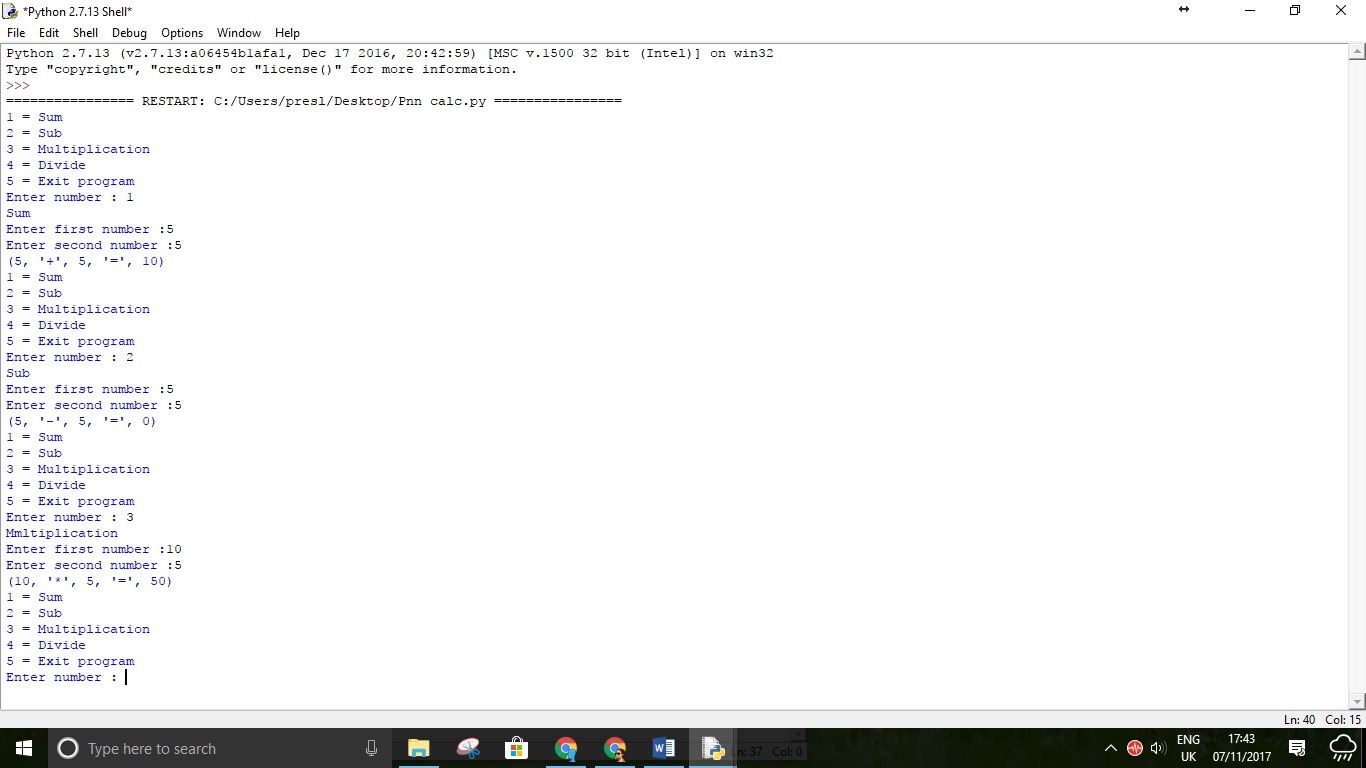 *Python 2.7.13 Shell*
File Edit Shell Debug Options Window Help
Python 2.7.13 (v2.7.13:a06454b1afa1, Dec 17 2016, 20:42:59) [MSC v.1500 32 bit (Intel)] on win32
Type "copyright", "credits" or "license()" for more information.
>>>
================ RESTART: C:/Users/presl/Desktop/Pnn calc.py ================
1 = Sum
2 = Sub
3 = Multiplication
4 = Divide
5 = Exit program
Enter number : 1
Sum
Enter first number :5
Enter second number :5
(5, '+', 5, '=', 10)
1 = Sum
2 = Sub
3 = Multiplication
4 = Divide
5 = Exit program
Enter number : 2
Sub
Enter first number :5
Enter second number :5
(5, '-', 5, '=', 0)
1 = Sum
2 = Sub
3 = Multiplication
4 = Divide
5 = Exit program
Enter number : 3
Mmltiplication
Enter first number :10
Enter second number :5
(10, '*', 5, '=', 50)
1 = Sum
2 = Sub
3 = Multiplication
4 = Divide
5 = Exit program
Enter number :
Ln: 40 Col: 15
Type here to search
Ln: 37 Col: 0
ENG
UK
17:43
07/11/2017